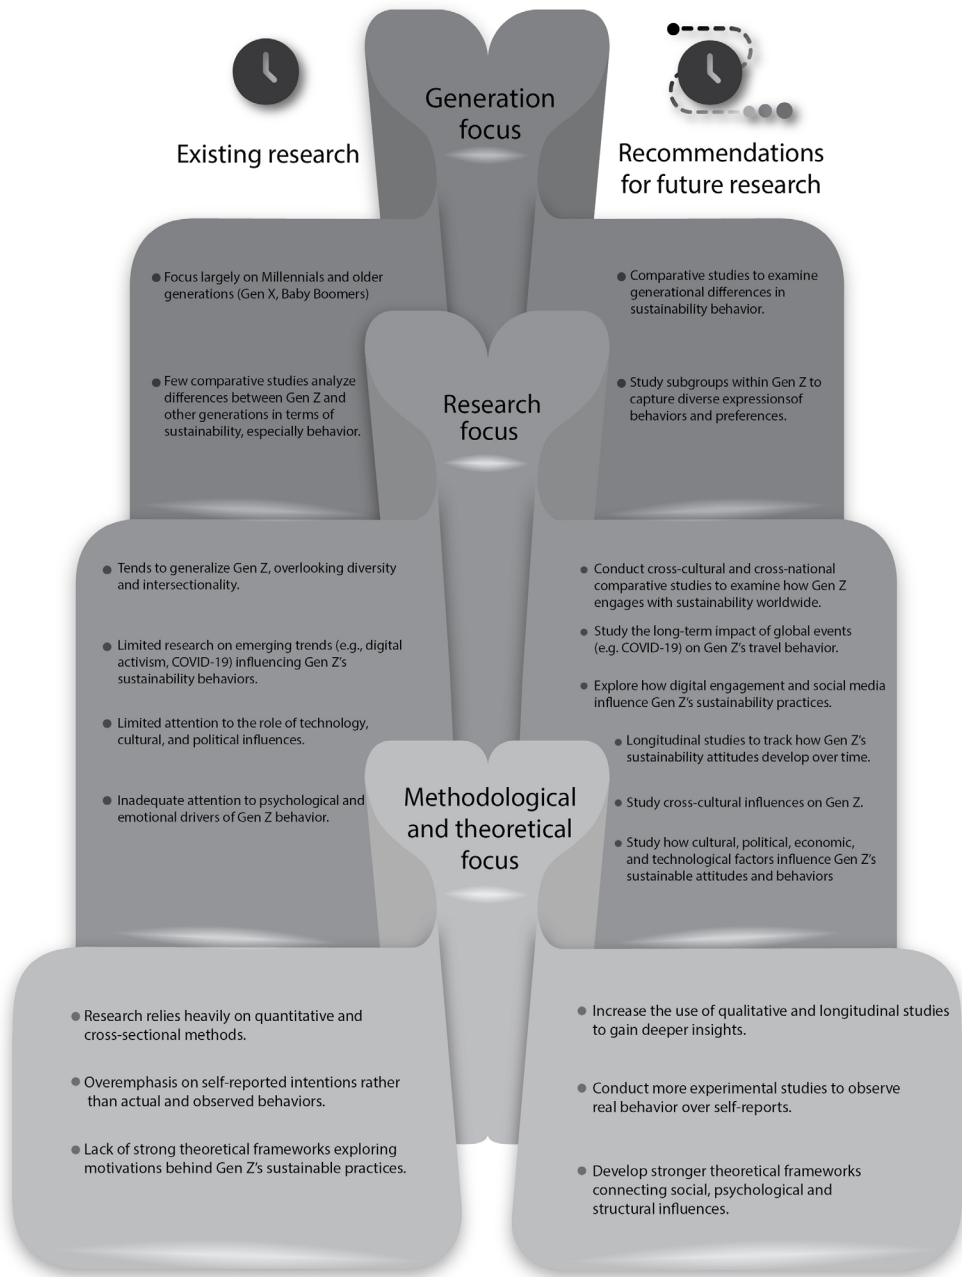 Generation
focus
Existing research
Recommendations
for future research
Focus largely on Millennials and older
generations (Gen X, Baby Boomers)
Few comparative studies analyze
differences between Gen Z and
other generations in terms of
sustainability, especially behavior.
Comparative studies to examine
generational differences in
sustainability behavior.
Study subgroups within Gen Z to
capture diverse expressionsof
behaviors and preferences.
Research
focus
Tends to generalize Gen Z, overlooking diversity
and intersectionality.
Limited research on emerging trends (e.g., digital
activism, COVID-19) influencing Gen Z's
sustainability behaviors.
Limited attention to the role of technology,
cultural, and political influences.
Inadequate attention to psychological and
emotional drivers of Gen Z behavior.
Conduct cross-cultural and cross-national
comparative studies to examine how Gen Z
engages with sustainability worldwide.
Study the long-term impact of global events
(e.g. COVID-19) on Gen Z's travel behavior.
Explore how digital engagement and social media
influence Gen Z's sustainability practices.
Longitudinal studies to track how Gen Z's
sustainability attitudes develop over time.
Study cross-cultural influences on Gen Z.
Study how cultural, political, economic,
and technological factors influence Gen Z's
sustainable attitudes and behaviors
Methodological
and theoretical
focus
Research relies heavily on quantitative and
cross-sectional methods.
Overemphasis on self-reported intentions rather
than actual and observed behaviors.
Lack of strong theoretical frameworks exploring
motivations behind Gen Z's sustainable practices.
Increase the use of qualitative and longitudinal studies
to gain deeper insights.
Conduct more experimental studies to observe
real behavior over self-reports.
Develop stronger theoretical frameworks
connecting social, psychological and
structural influences.